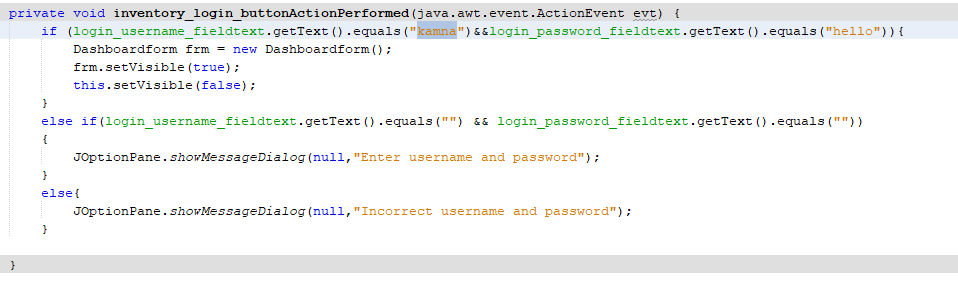 private void inventory_login_buttonActionPerformed(java.awt.event.ActionEvent evt) {
if (login_username_fieldtext.getText().equals("kamna")&&login_password_fieldtext.getText().equals("hello")){
Dashboardform frm = new Dashboardform();
frm.setVisible(true);
this.setVisible(false);
}
else if(login_username_fieldtext.getText().equals("") && login_password_fieldtext.getText().equals(""))
{
JOptionPane.showMessageDialog(null,"Enter username and password");
}
else{
JOptionPane.showMessageDialog(null,"Incorrect username and password");
}
}